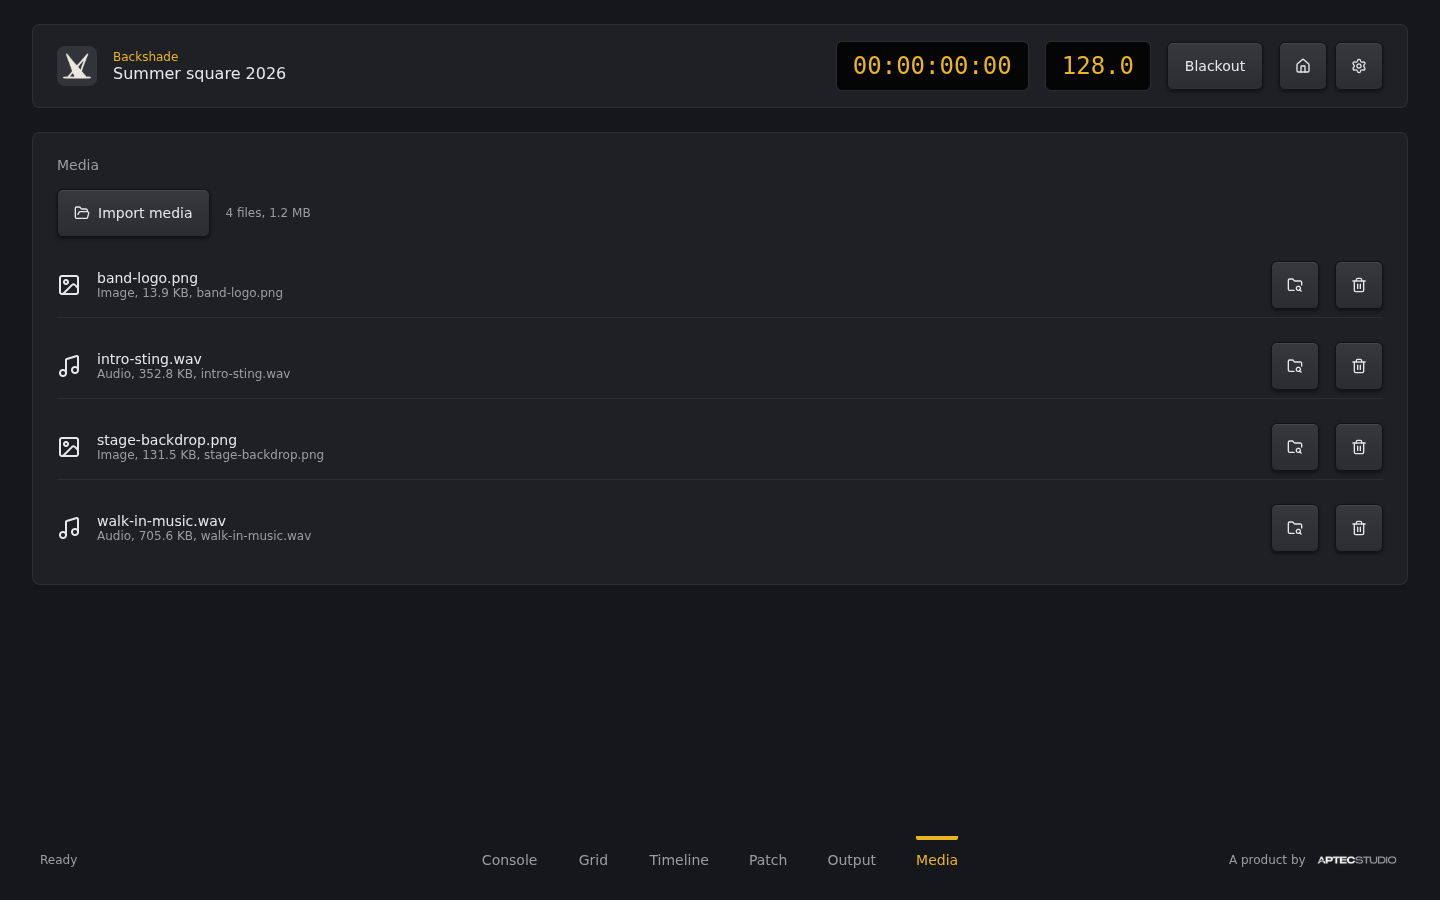 Backshade
Summer square 2026
00:00:00:00
128.0
Blackout
Media
Import media
4 files, 1.2 MB
band-logo.png
Image, 13.9 KB, band-logo.png
intro-sting.wav
Audio, 352.8 KB, intro-sting.wav
stage-backdrop.png
Image, 131.5 KB, stage-backdrop.png
walk-in-music.wav
Audio, 705.6 KB, walk-in-music.wav
Ready
Console
Grid
Timeline
Patch
Output
Media
A product by APTECSTUDIO